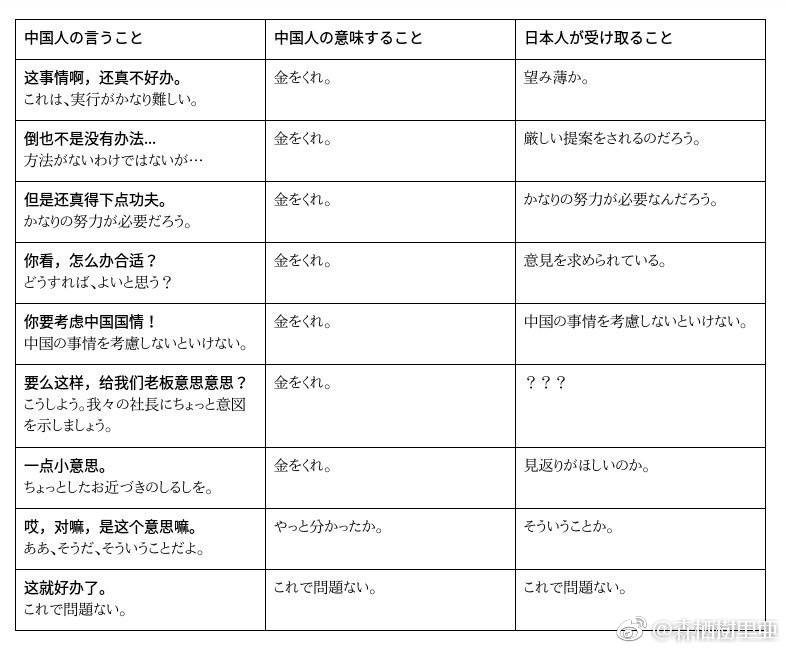 中国人の言うこと
中国人の意味すること
日本人が受け取ること
这事情啊，还真不好办。
これは、実行がかなり難しい。
金をくれ。
望み薄か。
倒也不是没有办法...
方法がないわけではないが…
金をくれ。
厳しい提案をされるのだろう。
但是还真得下点功夫。
かなりの努力が必要だろう。
金をくれ。
かなりの努力が必要なんだろう。
你看，怎么办合适？
どうすれば、よいと思う？
金をくれ。
意見を求められている。
你要考虑中国国情！
中国の事情を考慮しないといけない。
金をくれ。
中国の事情を考慮しないといけない。
要么这样，给我们老板意思意思？
こうしよう。我々の社長にちょっと意図
を示しましょう。
金をくれ。
？？？
一点小意思。
ちょっとしたお近づきのしるしを。
金をくれ。
見返りがほしいのか。
哎，对嘛，是这个意思嘛。
ああ、そうだ、そういうことだよ。
やっと分かったか。
そういうことか。
这就好办了。
これで問題ない。
これで問題ない。
これで問題ない。
@森栖樹里亜